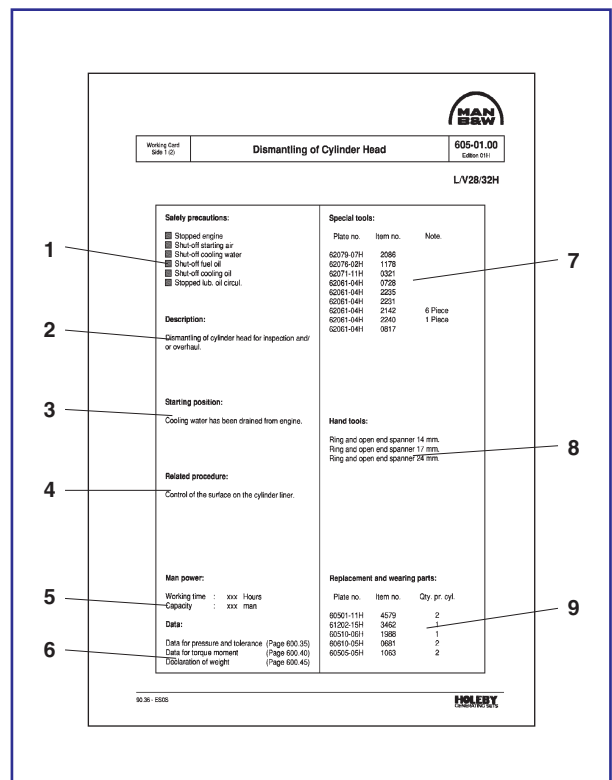 MAN
B&W
Working Card
Side 1 (2)
Dismantling of Cylinder Head
605-01.00
Edition 01H
L/V28/32H
Safety precautions:
Stopped engine
Shut-off starting air
Shut-off cooling water
Shut-off fuel oil
Shut-off cooling oil
Stopped lub. oil circul.
Description:
Dismantling of cylinder head for inspection and/
or overhaul.
Starting position:
Cooling water has been drained from engine.
Related procedure:
Control of the surface on the cylinder liner.
Man power:
Working time : xxx Hours
Capacity : xxx man
Data:
Data for pressure and tolerance (Page 600.35)
Data for torque moment (Page 600.40)
Declaration of weight (Page 600.45)
Special tools:
Plate no. Item no. Note.
62079-07H 2086
62076-02H 1178
62071-11H 0321
62061-04H 0728
62061-04H 2235
62061-04H 2231
62061-04H 2142 6 Piece
62061-04H 2240 1 Piece
62061-04H 0817
Hand tools:
Ring and open end spanner 14 mm.
Ring and open end spanner 17 mm.
Ring and open end spanner 24 mm.
Replacement and wearing parts:
Plate no. Item no. Qty. pr. cyl.
60501-11H 4579 2
61202-15H 3462 1
60510-06H 1988 1
60610-05H 0681 2
60505-05H 1063 2
1
2
3
4
5
6
7
8
9
90.36 - ES0S
HOLEBY
GENERATING SETS